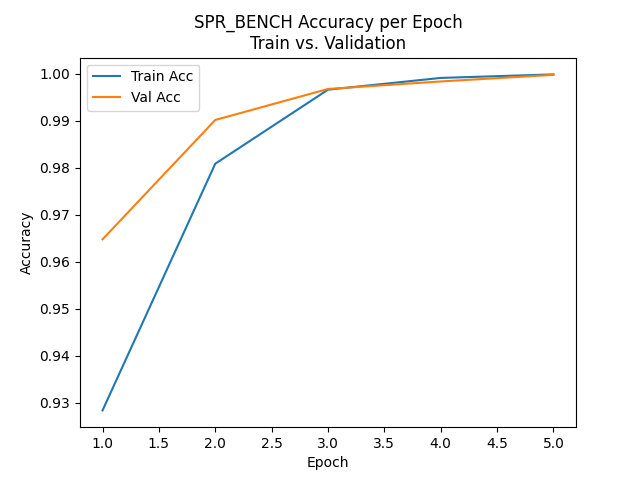 SPR_BENCH Accuracy per Epoch
Train vs. Validation
Train Acc
Val Acc
Accuracy
1.00
0.99
0.98
0.97
0.96
0.95
0.94
0.93
1.0 1.5 2.0 2.5 3.0 3.5 4.0 4.5 5.0
Epoch